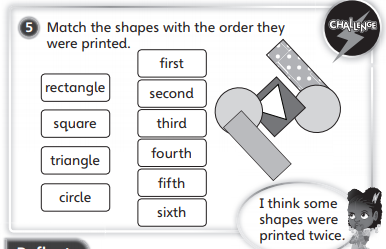 5 Match the shapes with the order they
were printed.
CHALLENGE
rectangle
square
triangle
circle
first
second
third
fourth
fifth
sixth
I think some
shapes were
printed twice.